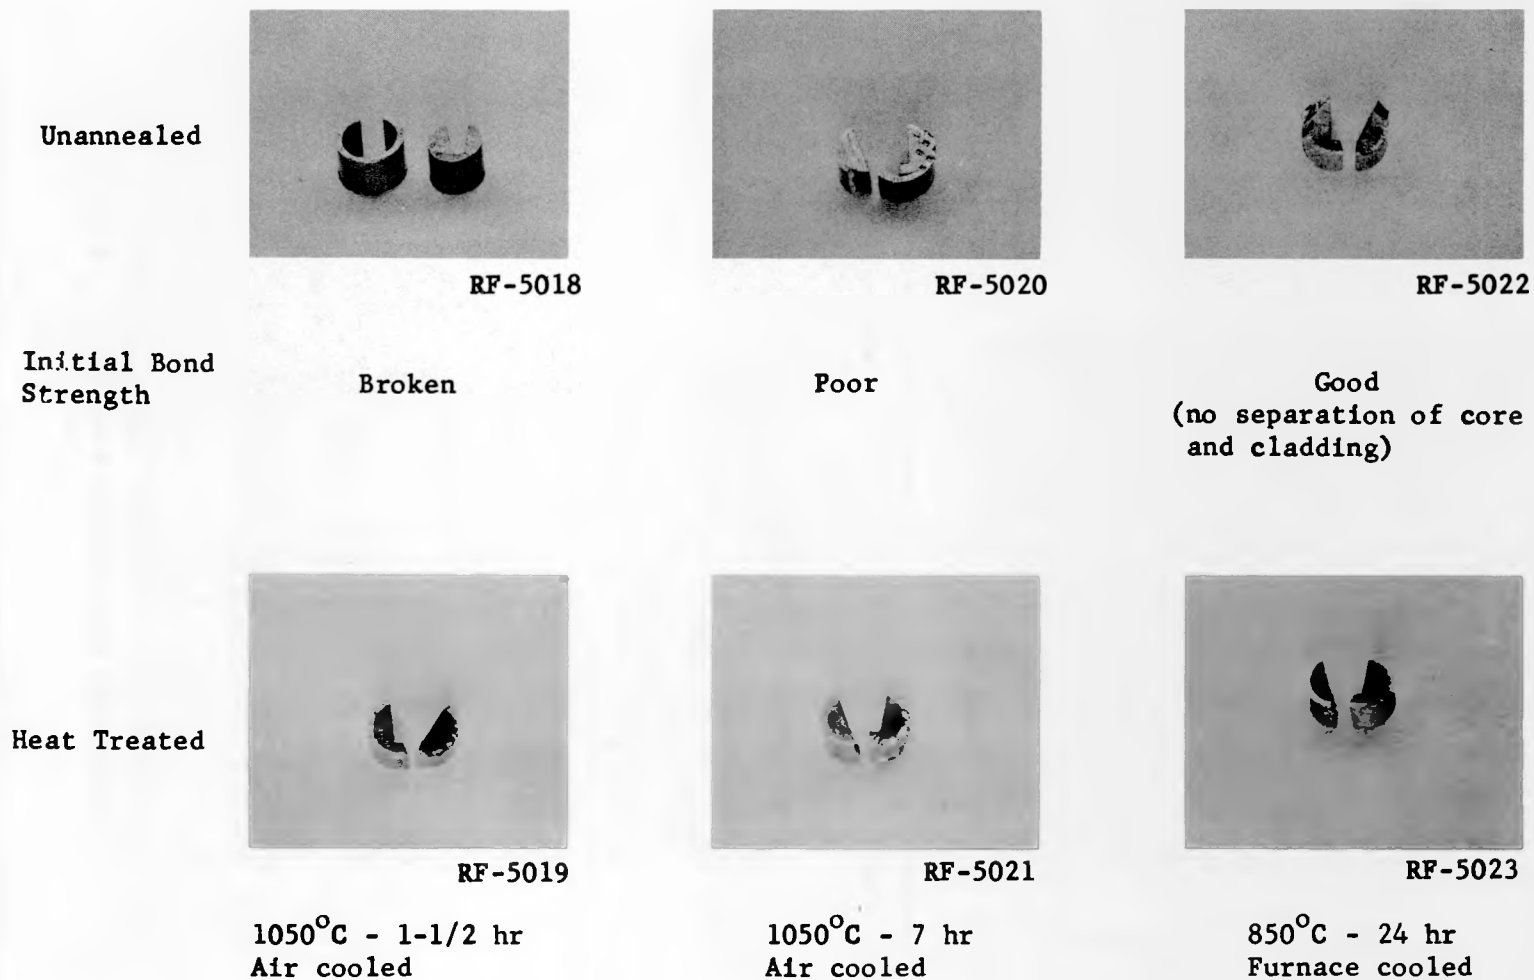 Unannealed
RF-5018
RF-5020
RF-5022
Initial Bond
Strength
Broken
Poor
Good
(no separation of core
and cladding)
Heat Treated
RF-5019
RF-5021
RF-5023
1050°C - 1-1/2 hr
Air cooled
1050°C - 7 hr
Air cooled
850°C - 24 hr
Furnace cooled